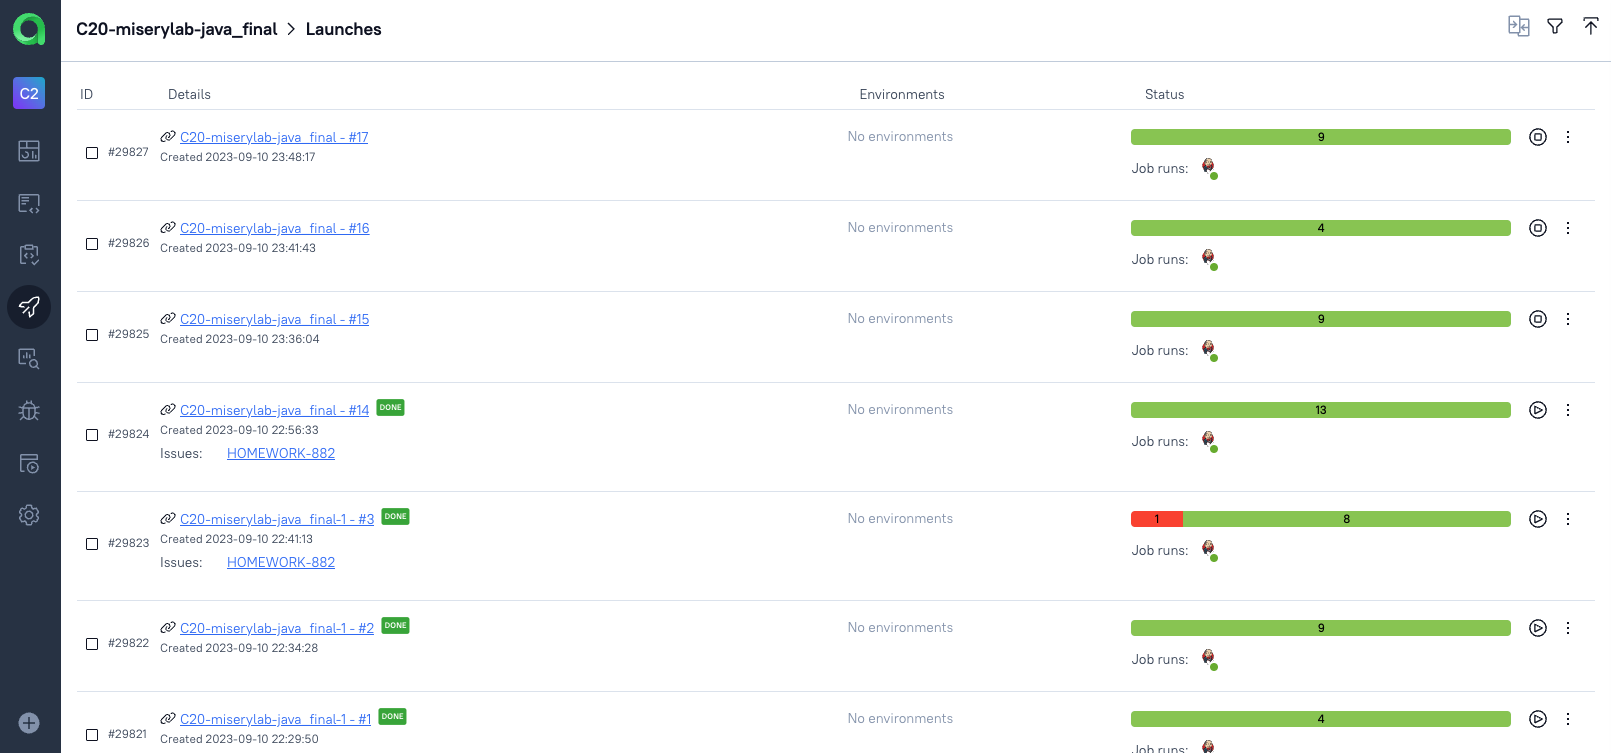 C20-miserylab-java_final > Launches
C2
ID Details Environments Status
#29827 C20-miserylab-java_final - #17 No environments 9
Created 2023-09-10 23:48:17
Job runs:
#29826 C20-miserylab-java_final - #16 No environments 4
Created 2023-09-10 23:41:43
Job runs:
#29825 C20-miserylab-java_final - #15 No environments 9
Created 2023-09-10 23:36:04
Job runs:
#29824 C20-miserylab-java_final - #14 DONE No environments 13
Created 2023-09-10 22:56:33
Job runs:
Issues: HOMEWORK-882
#29823 C20-miserylab-java_final-1 - #3 DONE No environments 1 8
Created 2023-09-10 22:41:13
Job runs:
Issues: HOMEWORK-882
#29822 C20-miserylab-java_final-1 - #2 DONE No environments 9
Created 2023-09-10 22:34:28
Job runs:
#29821 C20-miserylab-java_final-1 - #1 DONE No environments 4
Created 2023-09-10 22:29:50
Job runs: